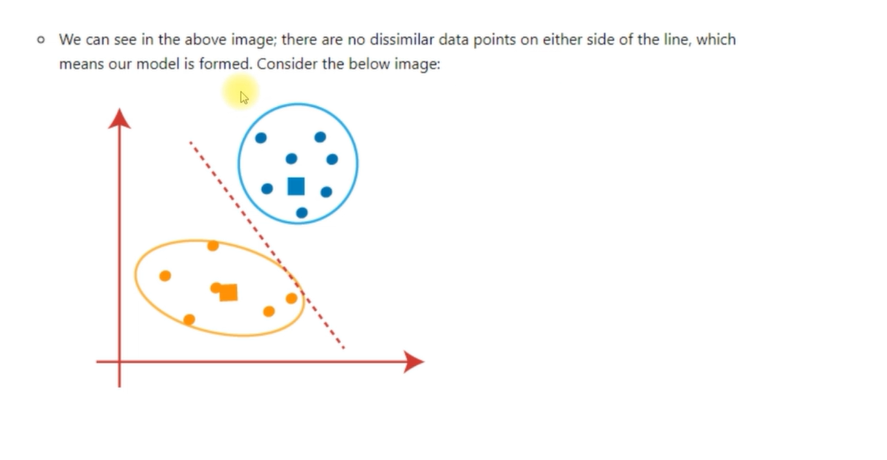 We can see in the above image; there are no dissimilar data points on either side of the line, which
means our model is formed. Consider the below image: